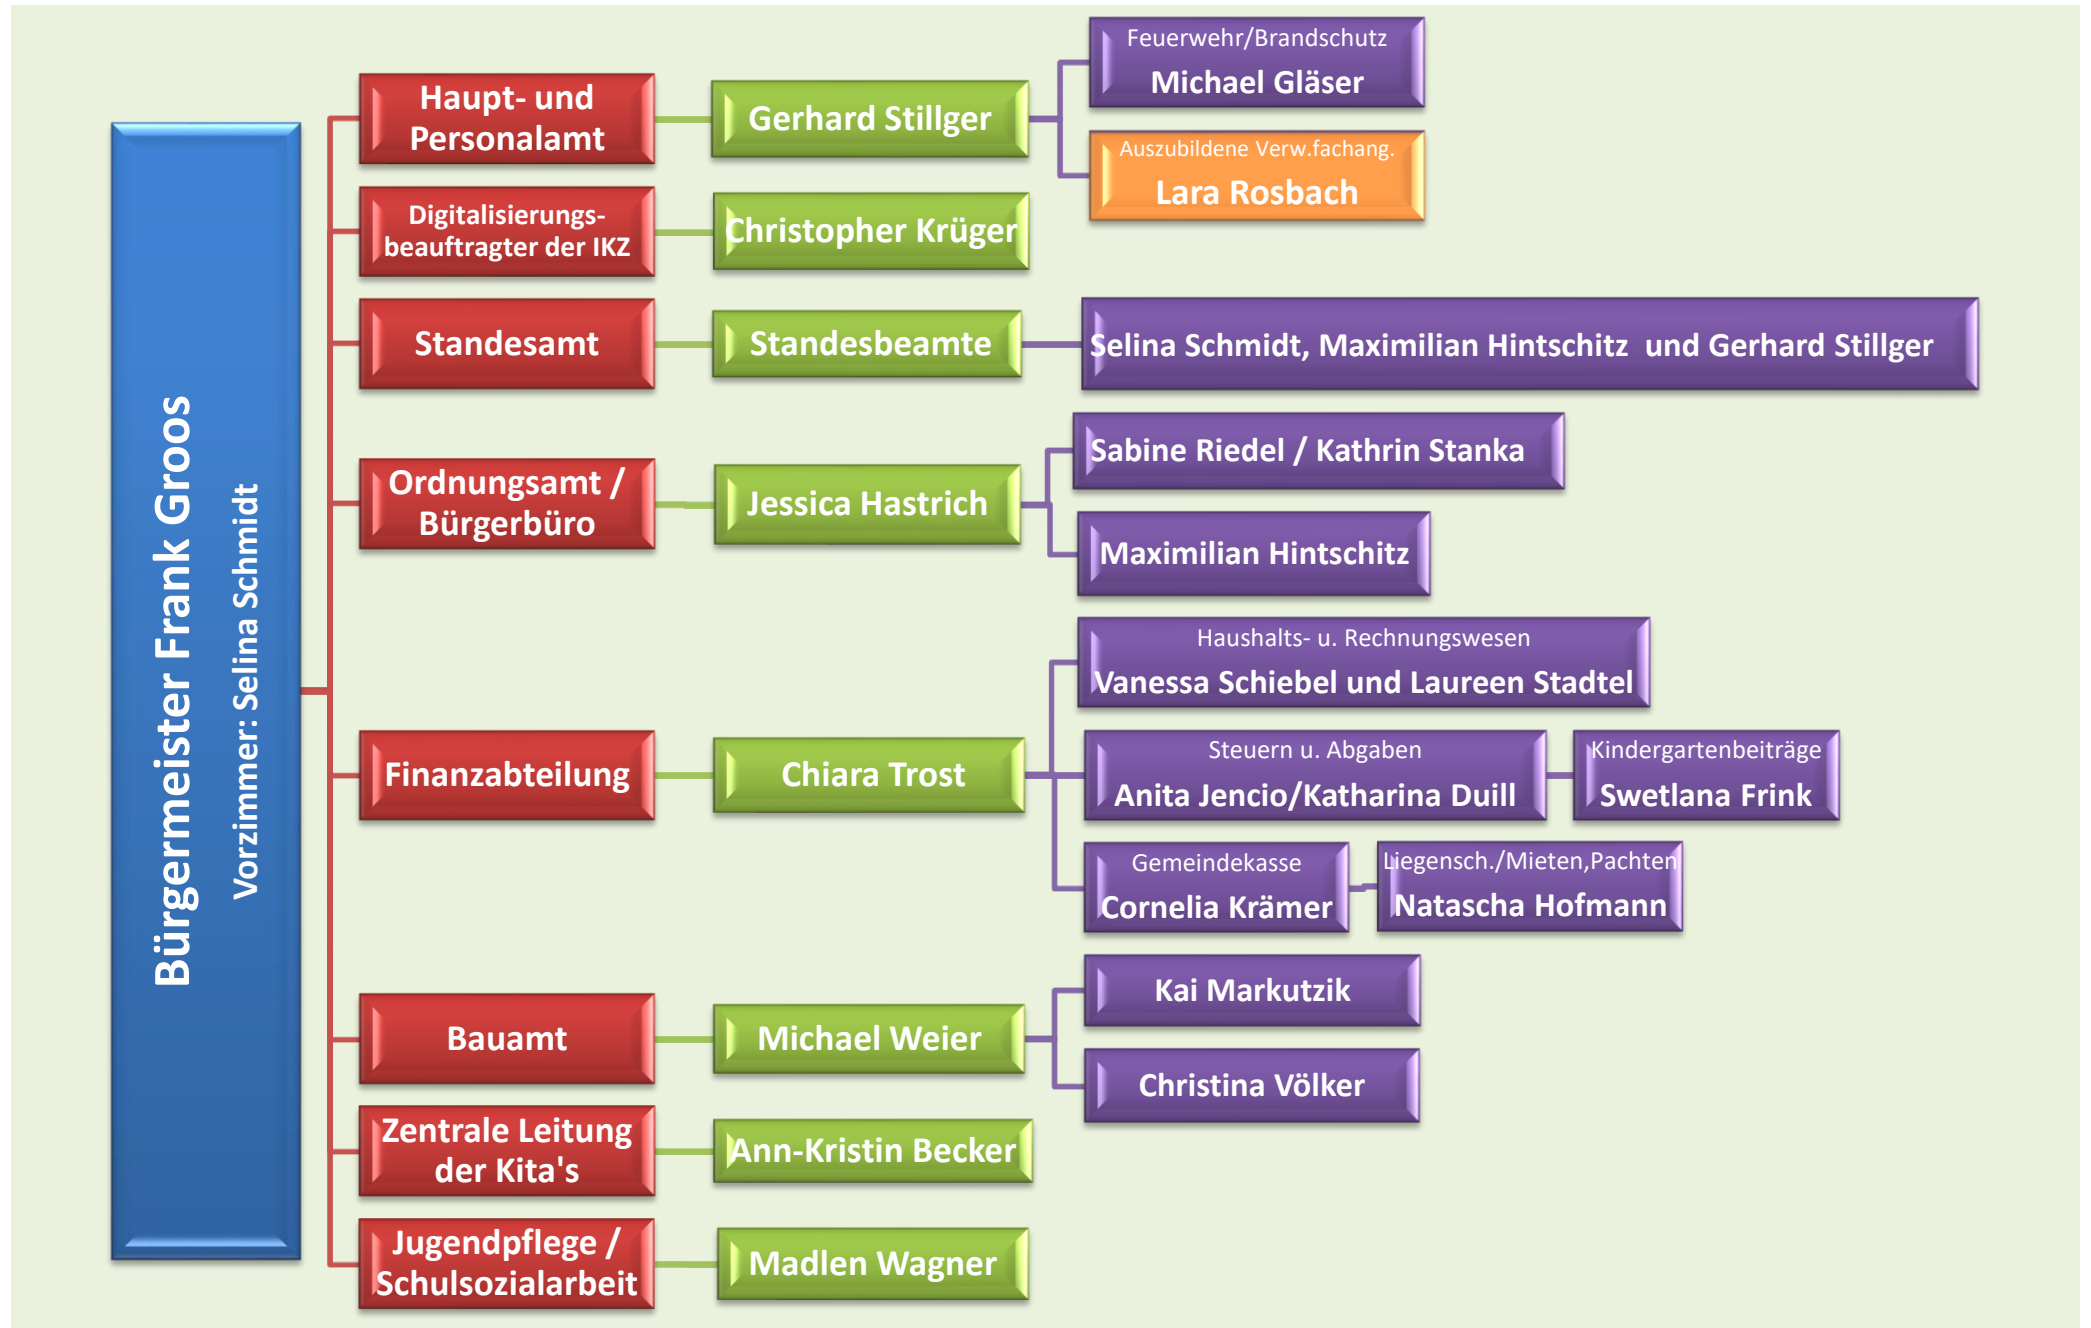 Bürgermeister Frank Groos
Vorzimmer: Selina Schmidt
Haupt- und
Personalamt
Gerhard Stillger
Feuerwehr/Brandschutz
Michael Gläser
Auszubildene Verw.fachang.
Lara Rosbach
Digitalisierungs-
beauftragter der IKZ
Christopher Krüger
Standesamt
Standesbeamte
Selina Schmidt, Maximilian Hintschitz  und Gerhard Stillger
Ordnungsamt /
Bürgerbüro
Jessica Hastrich
Sabine Riedel / Kathrin Stanka
Maximilian Hintschitz
Finanzabteilung
Chiara Trost
Haushalts- u. Rechnungswesen
Vanessa Schiebel und Laureen Stadtel
Steuern u. Abgaben
Anita Jencio/Katharina Duill
Kindergartenbeiträge
Swetlana Frink
Gemeindekasse
Cornelia Krämer
Liegensch./Mieten,Pachten
Natascha Hofmann
Bauamt
Michael Weier
Kai Markutzik
Christina Völker
Zentrale Leitung
der Kita's
Ann-Kristin Becker
Jugendpflege /
Schulsozialarbeit
Madlen Wagner